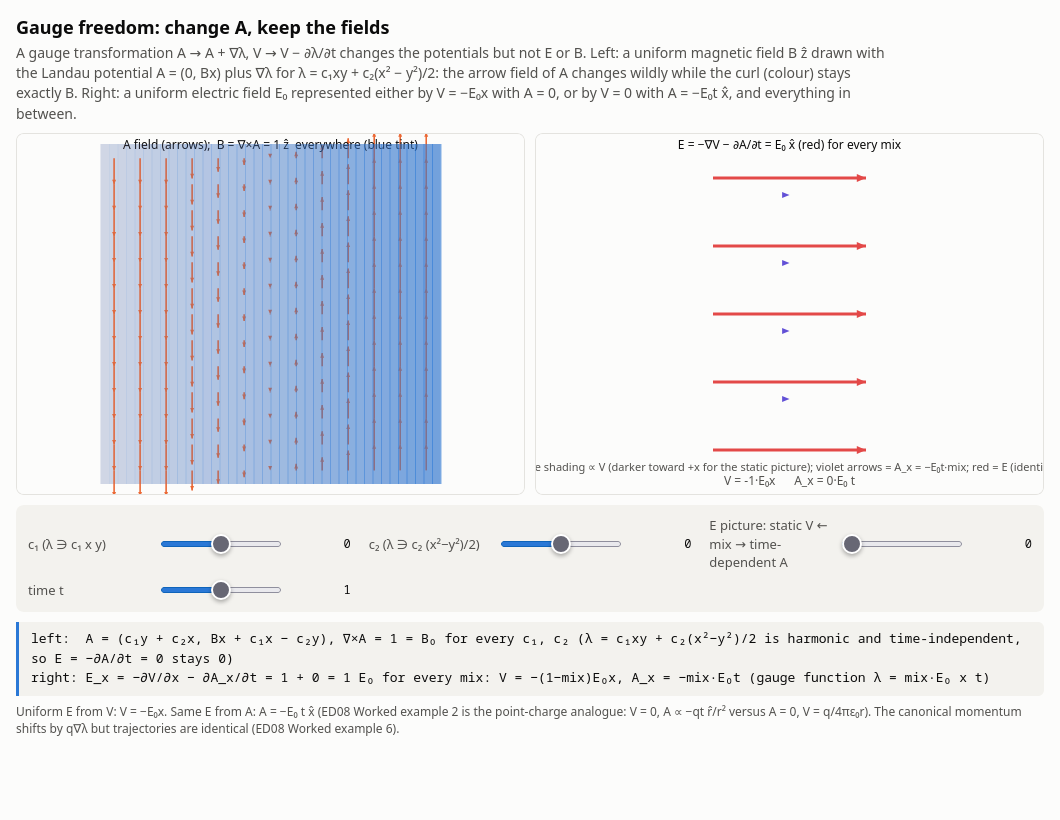 Gauge freedom: change A, keep the fields
A gauge transformation A → A + ∇λ, V → V − ∂λ/∂t changes the potentials but not E or B. Left: a uniform magnetic field B ẑ drawn with
the Landau potential A = (0, Bx) plus ∇λ for λ = c₁xy + c₂(x² − y²)/2: the arrow field of A changes wildly while the curl (colour) stays
exactly B. Right: a uniform electric field E₀ represented either by V = −E₀x with A = 0, or by V = 0 with A = −E₀t x̂, and everything in
between.
A field (arrows);  B = ∇×A = 1 ẑ  everywhere (blue tint)
E = −∇V − ∂A/∂t = E₀ x̂ (red) for every mix
e shading ∝ V (darker toward +x for the static picture); violet arrows = A_x = −E₀t·mix; red = E (identi
V = -1·E₀x      A_x = 0·E₀ t
c₁ (λ ∋ c₁ x y)
0
c₂ (λ ∋ c₂ (x²−y²)/2)
0
E picture: static V ←
mix → time-
dependent A
0
time t
1
left:  A = (c₁y + c₂x, Bx + c₁x − c₂y), ∇×A = 1 = B₀ for every c₁, c₂ (λ = c₁xy + c₂(x²−y²)/2 is harmonic and time-independent,
so E = −∂A/∂t = 0 stays 0)
right: E_x = −∂V/∂x − ∂A_x/∂t = 1 + 0 = 1 E₀ for every mix: V = −(1−mix)E₀x, A_x = −mix·E₀t (gauge function λ = mix·E₀ x t)
Uniform E from V: V = −E₀x. Same E from A: A = −E₀ t x̂ (ED08 Worked example 2 is the point-charge analogue: V = 0, A ∝ −qt r̂/r² versus A = 0, V = q/4πε₀r). The canonical momentum
shifts by q∇λ but trajectories are identical (ED08 Worked example 6).